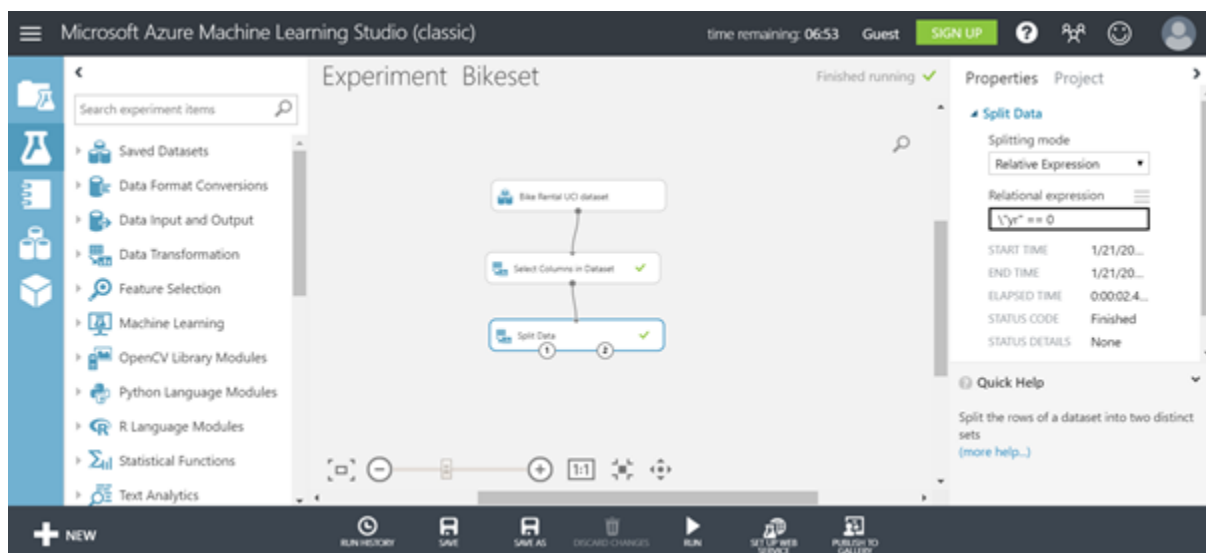 Microsoft Azure Machine Learning Studio (classic)
time remaining: 06:53
Guest
SIGN UP
?
Search experiment items
Saved Datasets
Data Format Conversions
Data Input and Output
Data Transformation
Feature Selection
Machine Learning
OpenCV Library Modules
Python Language Modules
R Language Modules
Statistical Functions
Text Analytics
Experiment Bikeset
Finished running
Bike Rental UCI dataset
Select Columns in Dataset
Split Data
1
2
1:1
Properties Project
Split Data
Splitting mode
Relative Expression
Relational expression
\"yr" == 0
START TIME 1/21/20...
END TIME 1/21/20...
ELAPSED TIME 0:00:02.4...
STATUS CODE Finished
STATUS DETAILS None
Quick Help
Split the rows of a dataset into two distinct
sets
(more help...)
NEW
RUN HISTORY
SAVE
SAVE AS
DISCARD CHANGES
RUN
SET UP WEB
SERVICE
PUBLISH TO
GALLERY